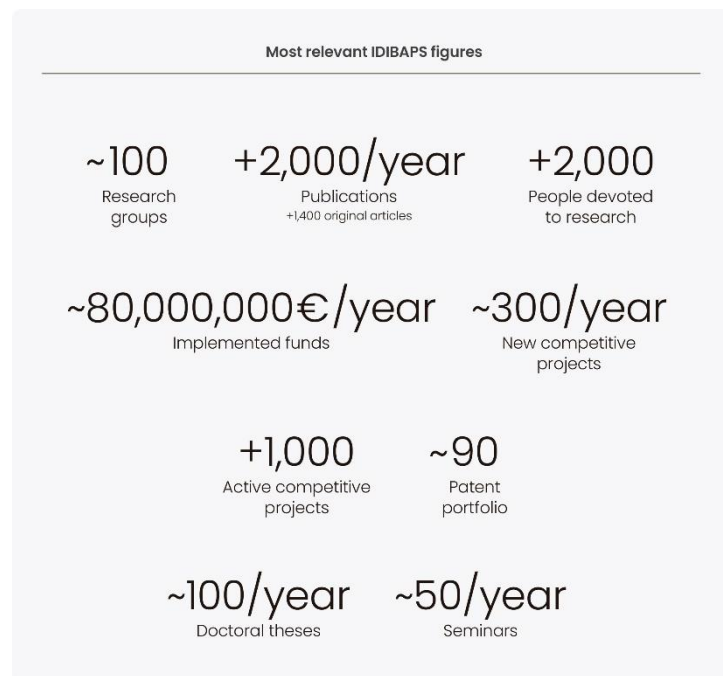 Most relevant IDIBAPS figures
~100
Research
groups
+2,000/year
Publications
+1,400 original articles
+2,000
People devoted
to research
~80,000,000€/year
Implemented funds
~300/year
New competitive
projects
+1,000
Active competitive
projects
~90
Patent
portfolio
~100/year
Doctoral theses
~50/year
Seminars